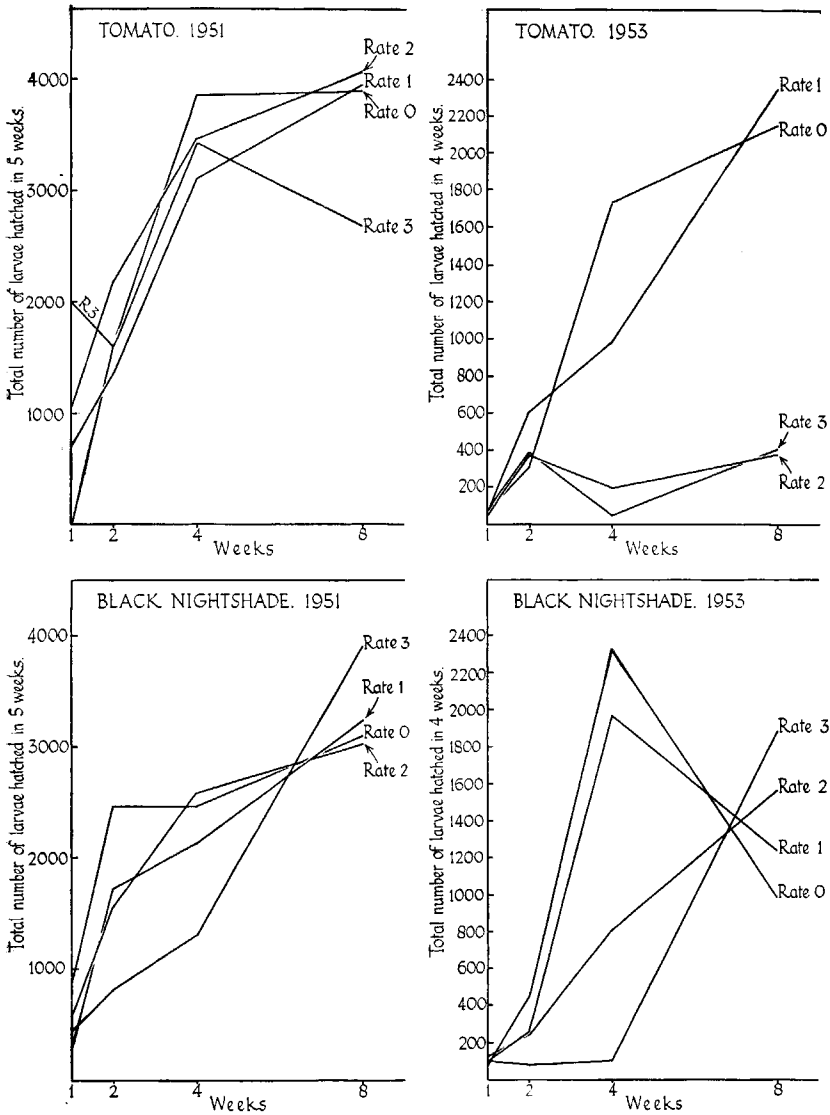 TOMATO. 1951
Total number of larvae hatched in 5 weeks.
4000
3000
2000
1000
R.3
Rate 2
Rate 1
Rate 0
Rate 3
1 2 4 8
Weeks
TOMATO. 1953
Total number of larvae hatched in 4 weeks.
2400
2200
2000
1800
1600
1400
1200
1000
800
600
400
200
Rate 1
Rate 0
Rate 3
Rate 2
1 2 4 8
Weeks
BLACK NIGHTSHADE. 1951
Total number of larvae hatched in 5 weeks.
4000
3000
2000
1000
Rate 3
Rate 1
Rate 0
Rate 2
1 2 4 8
Weeks
BLACK NIGHTSHADE. 1953
Total number of larvae hatched in 4 weeks.
2400
2200
2000
1800
1600
1400
1200
1000
800
600
400
200
Rate 3
Rate 2
Rate 1
Rate 0
1 2 4 8
Weeks